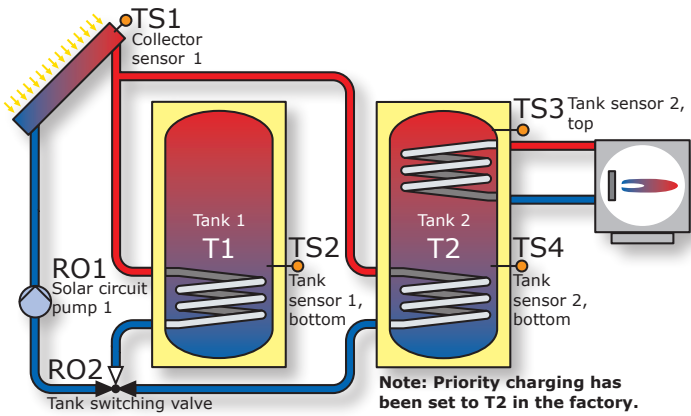 TS1
Collector
sensor 1
TS3
Tank sensor 2,
top
Tank 1
T1
Tank 2
T2
TS2
Tank
sensor 1,
bottom
TS4
Tank
sensor 2,
bottom
RO1
Solar circuit
pump 1
RO2
Tank switching valve
Note: Priority charging has
been set to T2 in the factory.